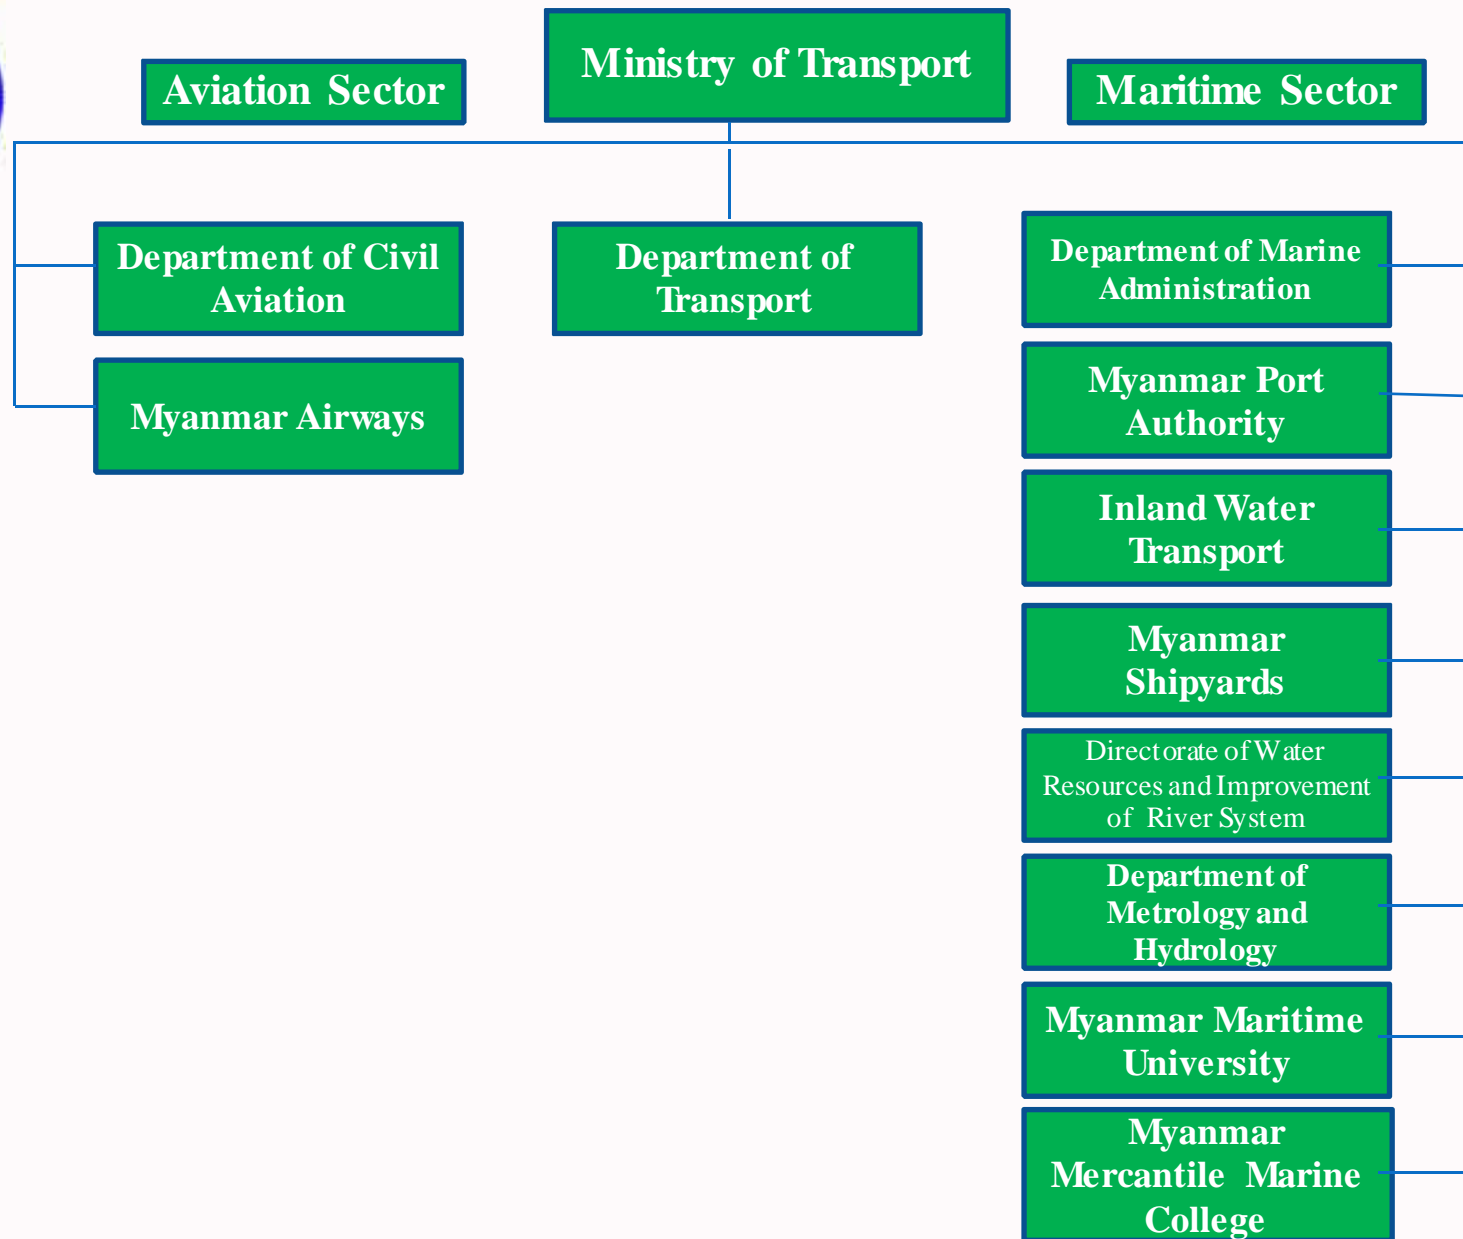 Ministry of Transport
Aviation Sector
Maritime Sector
Department of Civil
Aviation
Myanmar Airways
Department of
Transport
Department of Marine
Administration
Myanmar Port
Authority
Inland Water
Transport
Myanmar
Shipyards
Directorate of Water
Resources and Improvement
of River System
Department of
Metrology and
Hydrology
Myanmar Maritime
University
Myanmar
Mercantile Marine
College